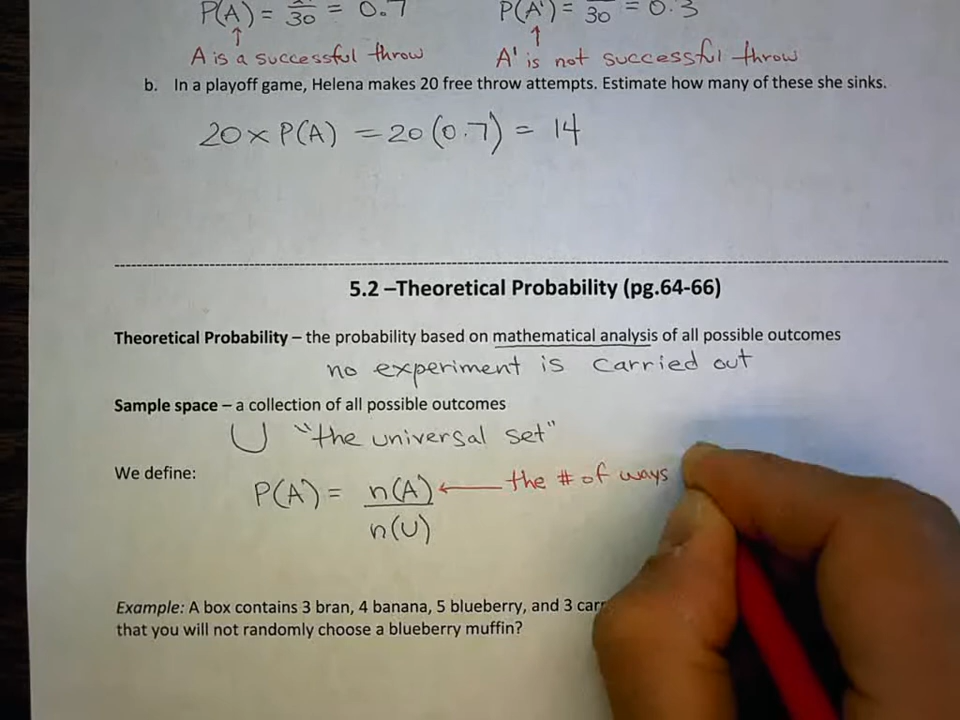 P(A) = /30 = 0.7 P(A') = /30 = 0.3
A is a successful throw A' is not successful throw
b. In a playoff game, Helena makes 20 free throw attempts. Estimate how many of these she sinks.
20 x P(A) = 20(0.7) = 14
5.2 –Theoretical Probability (pg.64-66)
Theoretical Probability – the probability based on mathematical analysis of all possible outcomes
no experiment is carried out
Sample space – a collection of all possible outcomes
U "the universal set"
We define:
P(A) = n(A)/n(U) ← the # of ways
Example: A box contains 3 bran, 4 banana, 5 blueberry, and 3
that you will not randomly choose a blueberry muffin?